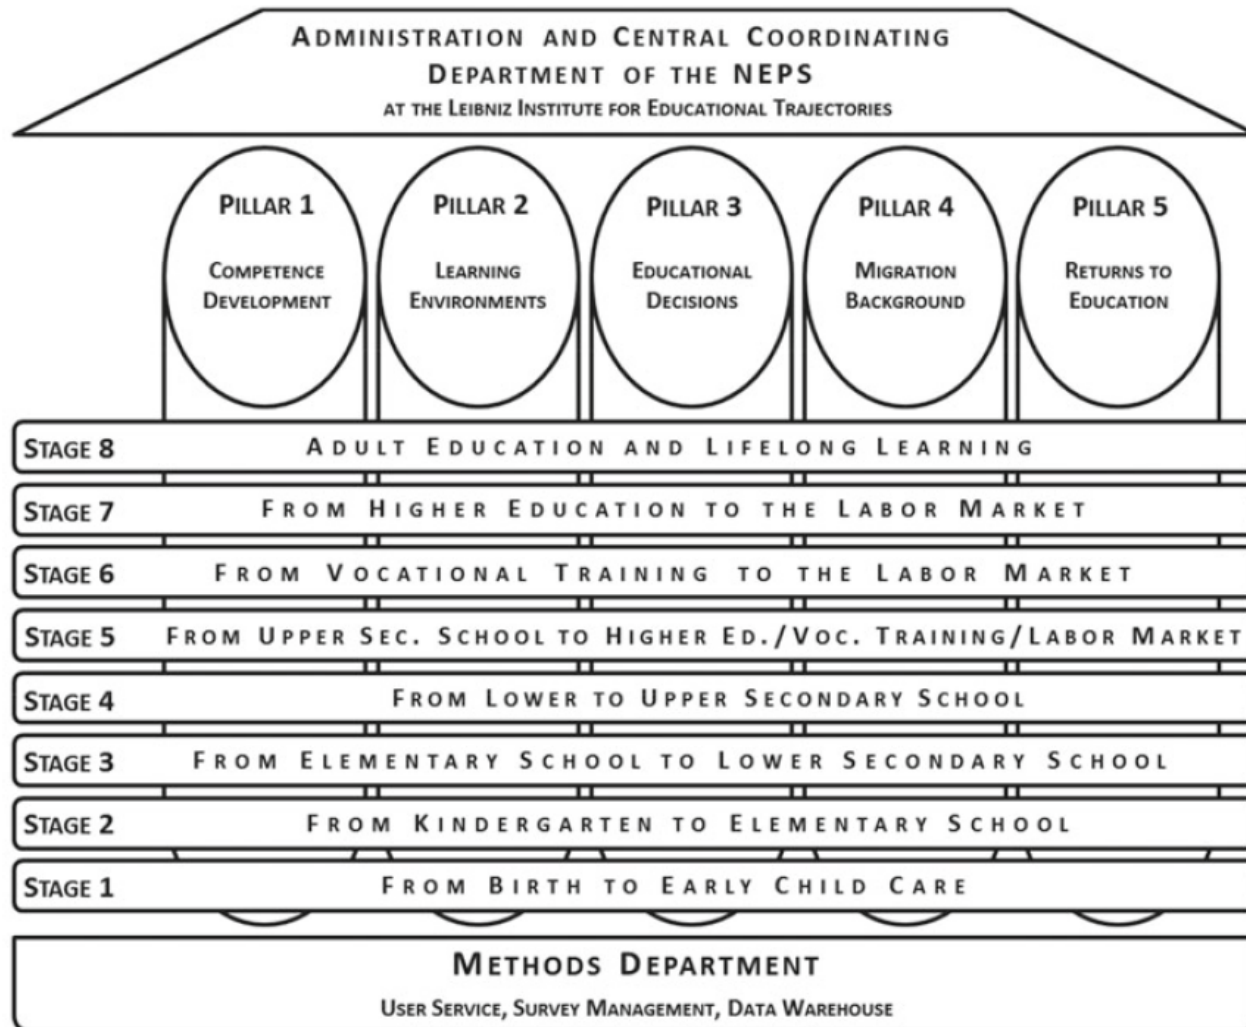 ADMINISTRATION AND CENTRAL COORDINATING
DEPARTMENT OF THE NEPS
AT THE LEIBNIZ INSTITUTE FOR EDUCATIONAL TRAJECTORIES
PILLAR 1
COMPETENCE
DEVELOPMENT
PILLAR 2
LEARNING
ENVIRONMENTS
PILLAR 3
EDUCATIONAL
DECISIONS
PILLAR 4
MIGRATION
BACKGROUND
PILLAR 5
RETURNS TO
EDUCATION
STAGE 8 ADULT EDUCATION AND LIFELONG LEARNING
STAGE 7 FROM HIGHER EDUCATION TO THE LABOR MARKET
STAGE 6 FROM VOCATIONAL TRAINING TO THE LABOR MARKET
STAGE 5 FROM UPPER SEC. SCHOOL TO HIGHER ED./VOC. TRAINING/LABOR MARKET
STAGE 4 FROM LOWER TO UPPER SECONDARY SCHOOL
STAGE 3 FROM ELEMENTARY SCHOOL TO LOWER SECONDARY SCHOOL
STAGE 2 FROM KINDERGARTEN TO ELEMENTARY SCHOOL
STAGE 1 FROM BIRTH TO EARLY CHILD CARE
METHODS DEPARTMENT
USER SERVICE, SURVEY MANAGEMENT, DATA WAREHOUSE